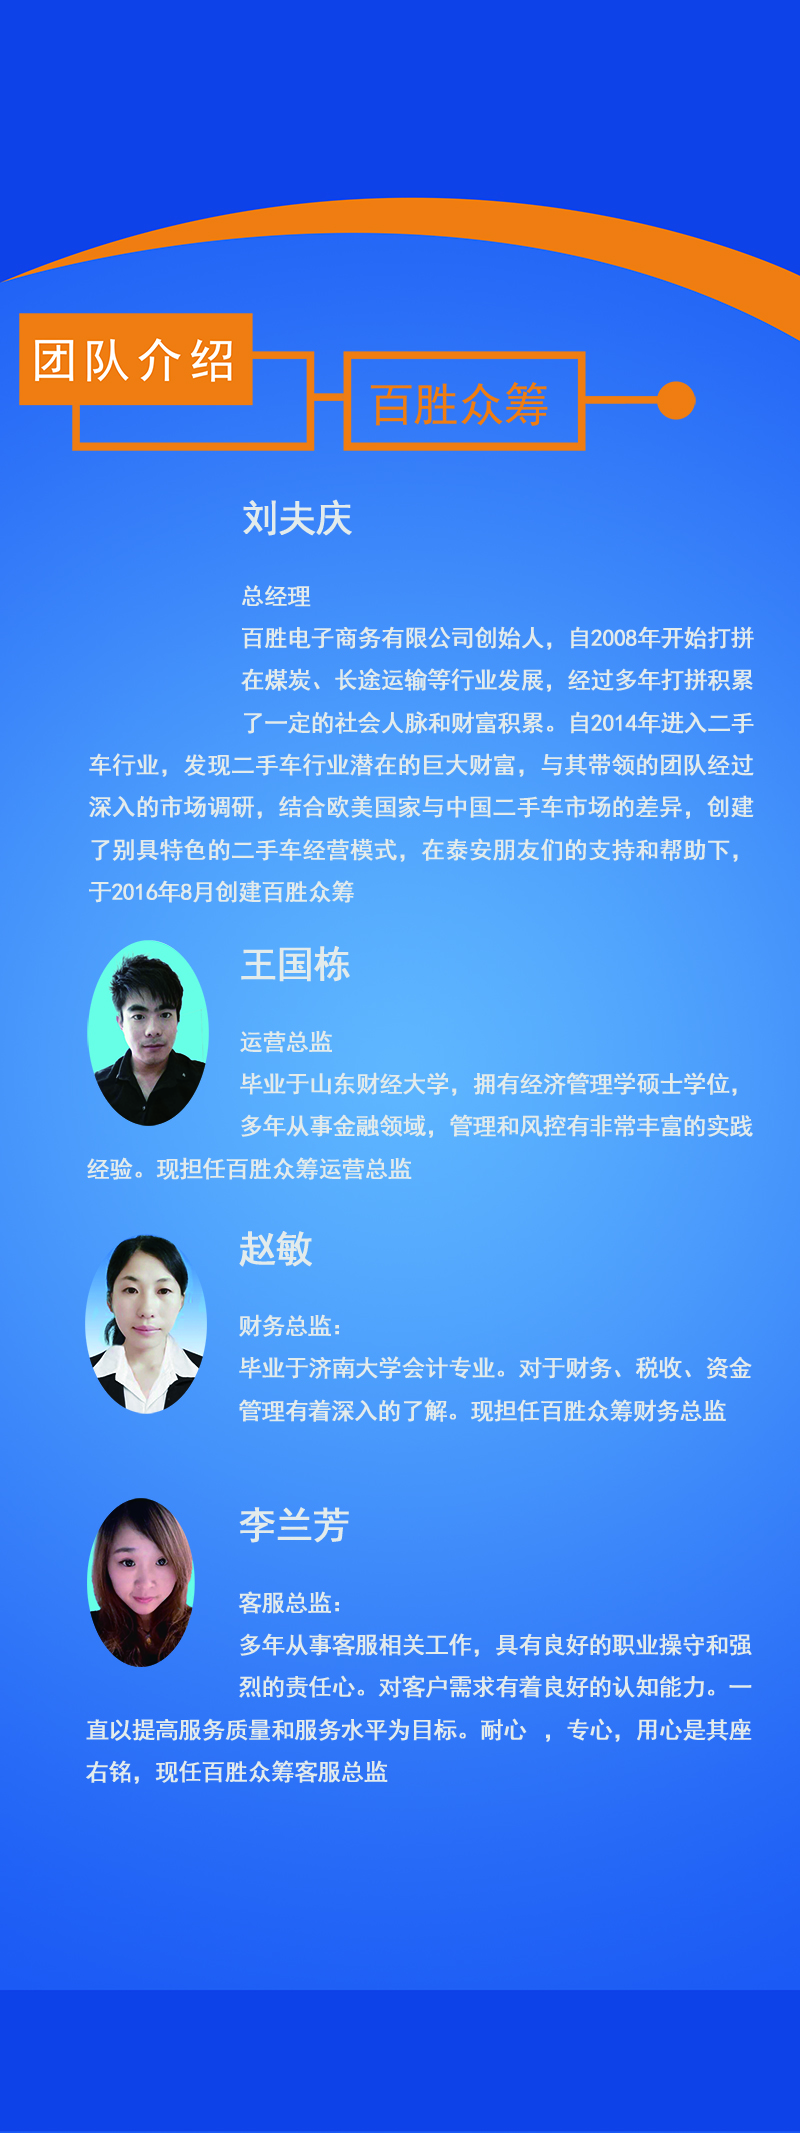 团队介绍
百胜众筹
刘夫庆
总经理
百胜电子商务有限公司创始人，自2008年开始打拼
在煤炭、长途运输等行业发展，经过多年打拼积累
了一定的社会人脉和财富积累。自2014年进入二手
车行业，发现二手车行业潜在的巨大财富，与其带领的团队经过
深入的市场调研，结合欧美国家与中国二手车市场的差异，创建
了别具特色的二手车经营模式，在泰安朋友们的支持和帮助下，
于2016年8月创建百胜众筹
王国栋
运营总监
毕业于山东财经大学，拥有经济管理学硕士学位，
多年从事金融领域，管理和风控有非常丰富的实践
经验。现担任百胜众筹运营总监
赵敏
财务总监：
毕业于济南大学会计专业。对于财务、税收、资金
管理有着深入的了解。现担任百胜众筹财务总监
李兰芳
客服总监：
多年从事客服相关工作，具有良好的职业操守和强
烈的责任心。对客户需求有着良好的认知能力。一
直以提高服务质量和服务水平为目标。耐心 ，专心，用心是其座
右铭，现任百胜众筹客服总监